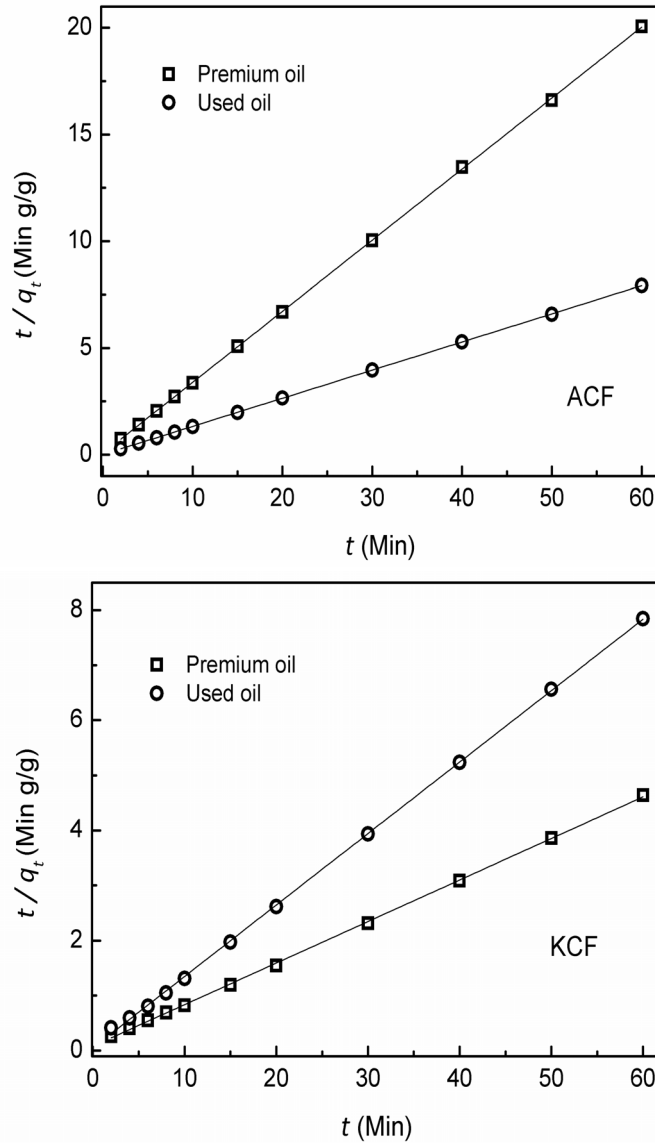 20
15
10
5
0
t / q_t (Min g/g)
Premium oil
Used oil
ACF
0 10 20 30 40 50 60
t (Min)
8
6
4
2
0
t / q_t (Min g/g)
Premium oil
Used oil
KCF
0 10 20 30 40 50 60
t (Min)